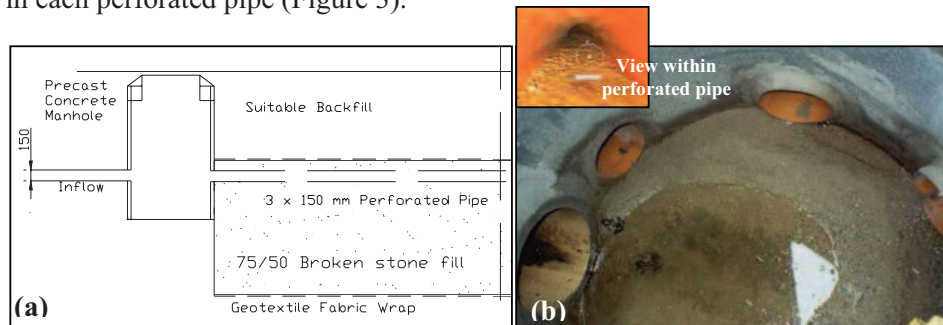 in each perforated pipe (Figure 3).
Precast
Concrete
Manhole
Suitable Backfill
150
Inflow
3 x 150 mm Perforated Pipe
75/50 Broken stone fill
(a)
Geotextile Fabric Wrap
View within
perforated pipe
(b)